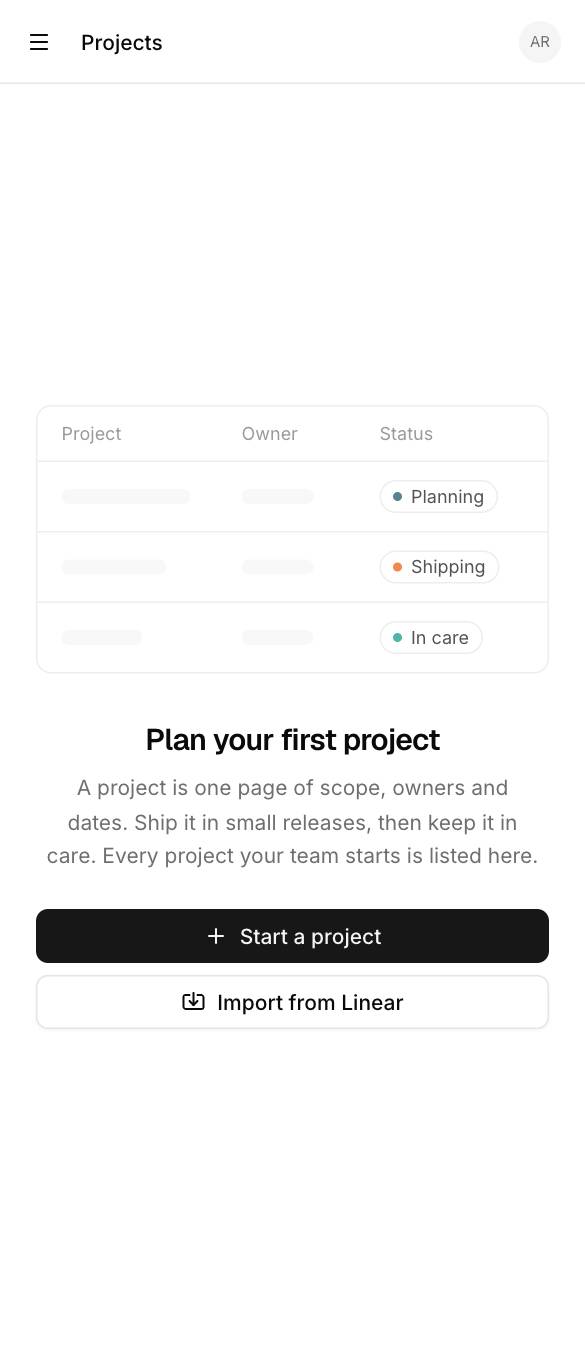 Projects
AR
Project Owner Status
Planning
Shipping
In care
Plan your first project
A project is one page of scope, owners and
dates. Ship it in small releases, then keep it in
care. Every project your team starts is listed here.
Start a project
Import from Linear